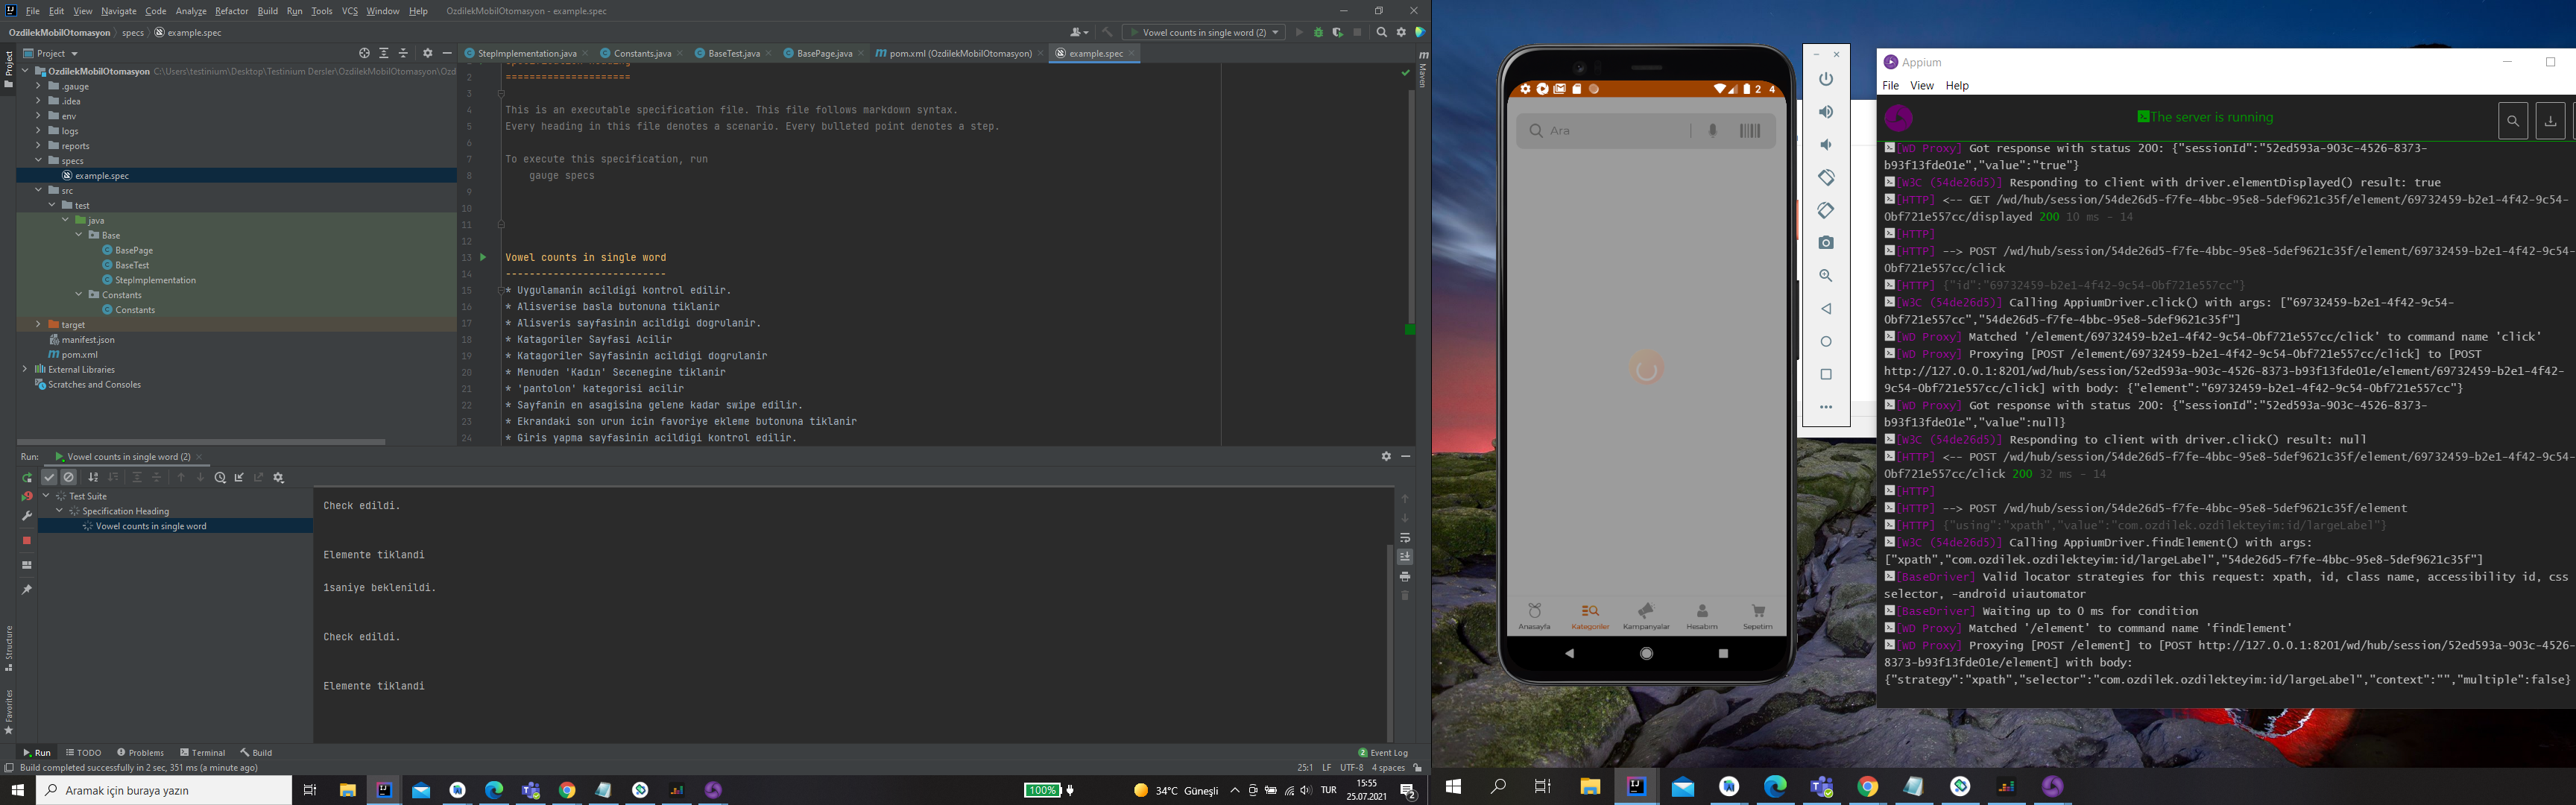 File Edit View Navigate Code Analyze Refactor Build Run Tools VCS Window Help OzdilekMobilOtomasyon - example.spec
OzdilekMobilOtomasyon specs example.spec
Vowel counts in single word (2)
Project
StepImplementation.java Constants.java BaseTest.java BasePage.java pom.xml (OzdilekMobilOtomasyon) example.spec
Project
Maven
OzdilekMobilOtomasyon C:\Users\testinium\Desktop\Testinium Dersler\OzdilekMobilOtomasyon\Ozd
.gauge
.idea
env
logs
reports
specs
example.spec
src
test
java
Base
BasePage
BaseTest
StepImplementation
Constants
Constants
target
manifest.json
pom.xml
External Libraries
Scratches and Consoles
2 =====================
3
4 This is an executable specification file. This file follows markdown syntax.
5 Every heading in this file denotes a scenario. Every bulleted point denotes a step.
6
7 To execute this specification, run
8 gauge specs
9
10
11
12
13 Vowel counts in single word
14 ---------------------------
15 * Uygulamanin acildigi kontrol edilir.
16 * Alisverise basla butonuna tiklanir
17 * Alisveris sayfasinin acildigi dogrulanir.
18 * Katagoriler Sayfasi Acilir
19 * Katagoriler Sayfasinin acildigi dogrulanir
20 * Menuden 'Kadın' Secenegine tiklanir
21 * 'pantolon' kategorisi acilir
22 * Sayfanin en asagisina gelene kadar swipe edilir.
23 * Ekrandaki son urun icin favoriye ekleme butonuna tiklanir
24 * Giris yapma sayfasinin acildigi kontrol edilir.
Run: Vowel counts in single word (2)
Test Suite
Specification Heading
Vowel counts in single word
Check edildi.
Elemente tiklandi
1saniye beklenildi.
Check edildi.
Elemente tiklandi
Structure
Favorites
Run TODO Problems Terminal Build
2 Event Log
Build completed successfully in 2 sec, 351 ms (a minute ago)
25:1 LF UTF-8 4 spaces
Aramak için buraya yazın
100%
34°C Güneşli
TUR
15:55
25.07.2021
2
2 4
Ara
Anasayfa Kategoriler Kampanyalar Hesabım Sepetim
Appium
File View Help
The server is running
[WD Proxy] Got response with status 200: {"sessionId":"52ed593a-903c-4526-8373-
b93f13fde01e","value":"true"}
[W3C (54de26d5)] Responding to client with driver.elementDisplayed() result: true
[HTTP] <-- GET /wd/hub/session/54de26d5-f7fe-4bbc-95e8-5def9621c35f/element/69732459-b2e1-4f42-9c54-
0bf721e557cc/displayed 200 10 ms - 14
[HTTP]
[HTTP] --> POST /wd/hub/session/54de26d5-f7fe-4bbc-95e8-5def9621c35f/element/69732459-b2e1-4f42-9c54-
0bf721e557cc/click
[HTTP] {"id":"69732459-b2e1-4f42-9c54-0bf721e557cc"}
[W3C (54de26d5)] Calling AppiumDriver.click() with args: ["69732459-b2e1-4f42-9c54-
0bf721e557cc","54de26d5-f7fe-4bbc-95e8-5def9621c35f"]
[WD Proxy] Matched '/element/69732459-b2e1-4f42-9c54-0bf721e557cc/click' to command name 'click'
[WD Proxy] Proxying [POST /element/69732459-b2e1-4f42-9c54-0bf721e557cc/click] to [POST
http://127.0.0.1:8201/wd/hub/session/52ed593a-903c-4526-8373-b93f13fde01e/element/69732459-b2e1-4f42-
9c54-0bf721e557cc/click] with body: {"element":"69732459-b2e1-4f42-9c54-0bf721e557cc"}
[WD Proxy] Got response with status 200: {"sessionId":"52ed593a-903c-4526-8373-
b93f13fde01e","value":null}
[W3C (54de26d5)] Responding to client with driver.click() result: null
[HTTP] <-- POST /wd/hub/session/54de26d5-f7fe-4bbc-95e8-5def9621c35f/element/69732459-b2e1-4f42-9c54-
0bf721e557cc/click 200 32 ms - 14
[HTTP]
[HTTP] --> POST /wd/hub/session/54de26d5-f7fe-4bbc-95e8-5def9621c35f/element
[HTTP] {"using":"xpath","value":"com.ozdilek.ozdilekteyim:id/largeLabel"}
[W3C (54de26d5)] Calling AppiumDriver.findElement() with args:
["xpath","com.ozdilek.ozdilekteyim:id/largeLabel","54de26d5-f7fe-4bbc-95e8-5def9621c35f"]
[BaseDriver] Valid locator strategies for this request: xpath, id, class name, accessibility id, css
selector, -android uiautomator
[BaseDriver] Waiting up to 0 ms for condition
[WD Proxy] Matched '/element' to command name 'findElement'
[WD Proxy] Proxying [POST /element] to [POST http://127.0.0.1:8201/wd/hub/session/52ed593a-903c-4526-
8373-b93f13fde01e/element] with body:
{"strategy":"xpath","selector":"com.ozdilek.ozdilekteyim:id/largeLabel","context":"","multiple":false}